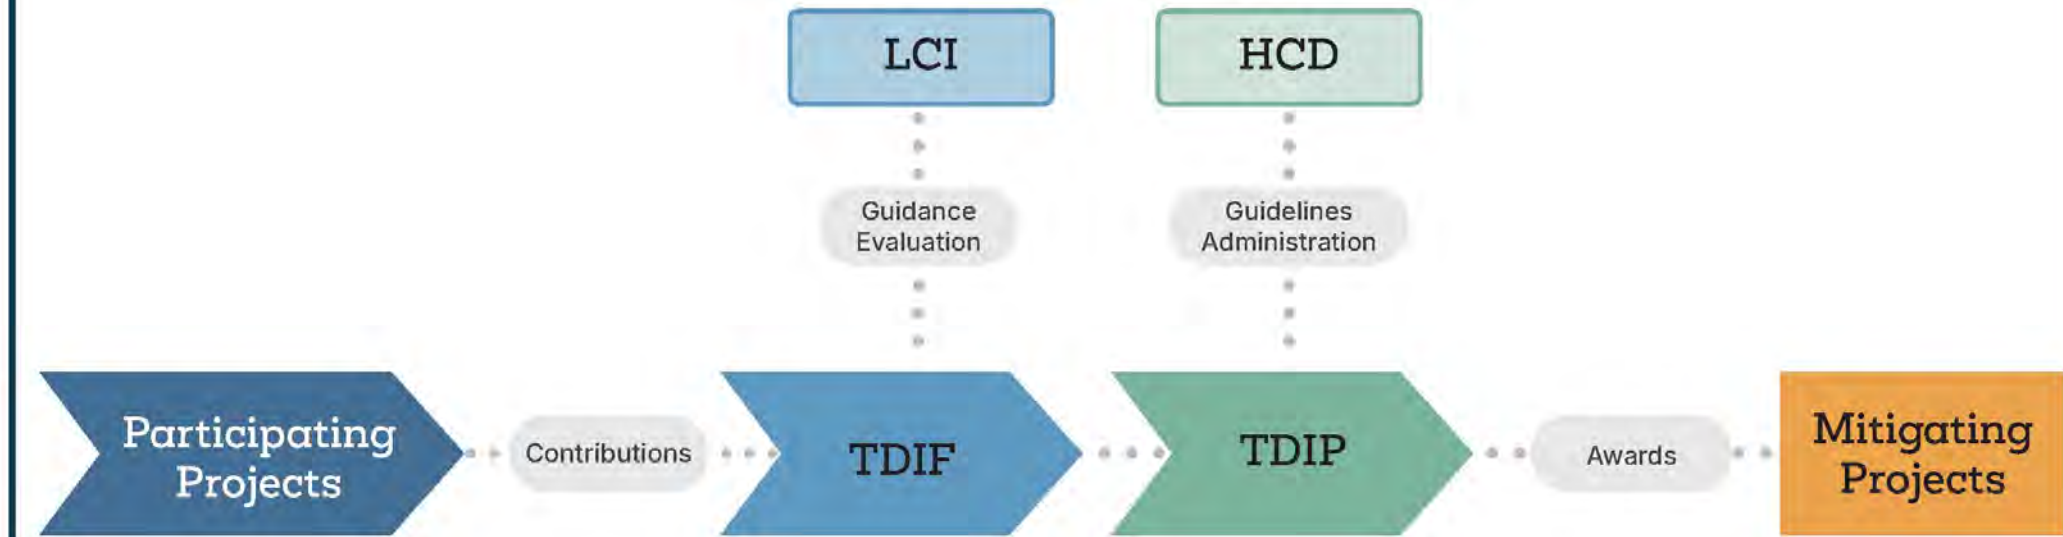 LCI
HCD
Guidance
Evaluation
Guidelines
Administration
Participating
Projects
Contributions
TDIF
TDIP
Awards
Mitigating
Projects